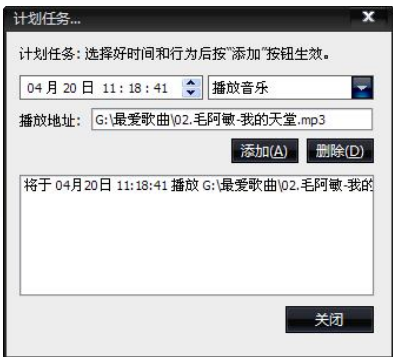 计划任务...
x
计划任务: 选择好时间和行为后按"添加"按钮生效。
04 月 20 日 11 : 18 : 41 播放音乐
播放地址: G:\最爱歌曲\02.毛阿敏-我的天堂.mp3
添加(A) 删除(D)
将于 04月20日 11:18:41 播放 G:\最爱歌曲\02.毛阿敏-我的
关闭